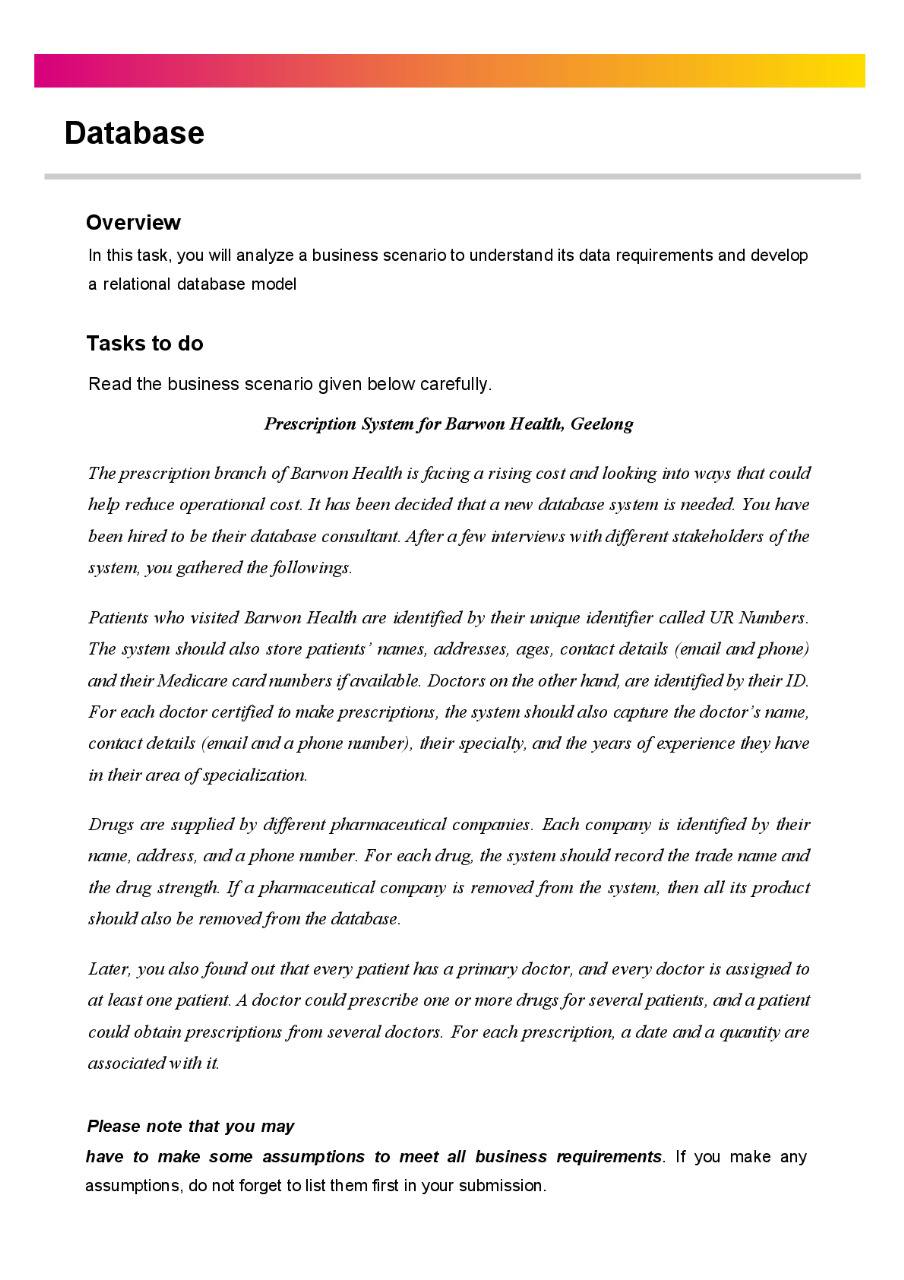 Database
Overview
In this task, you will analyze a business scenario to understand its data requirements and develop
a relational database model
Tasks to do
Read the business scenario given below carefully.
Prescription System for Barwon Health, Geelong
The prescription branch of Barwon Health is facing a rising cost and looking into ways that could
help reduce operational cost. It has been decided that a new database system is needed. You have
been hired to be their database consultant. After a few interviews with different stakeholders of the
system, you gathered the followings.
Patients who visited Barwon Health are identified by their unique identifier called UR Numbers.
The system should also store patients’ names, addresses, ages, contact details (email and phone)
and their Medicare card numbers if available. Doctors on the other hand, are identified by their ID.
For each doctor certified to make prescriptions, the system should also capture the doctor’s name,
contact details (email and a phone number), their specialty, and the years of experience they have
in their area of specialization.
Drugs are supplied by different pharmaceutical companies. Each company is identified by their
name, address, and a phone number. For each drug, the system should record the trade name and
the drug strength. If a pharmaceutical company is removed from the system, then all its product
should also be removed from the database.
Later, you also found out that every patient has a primary doctor, and every doctor is assigned to
at least one patient. A doctor could prescribe one or more drugs for several patients, and a patient
could obtain prescriptions from several doctors. For each prescription, a date and a quantity are
associated with it.
Please note that you may
have to make some assumptions to meet all business requirements. If you make any
assumptions, do not forget to list them first in your submission.